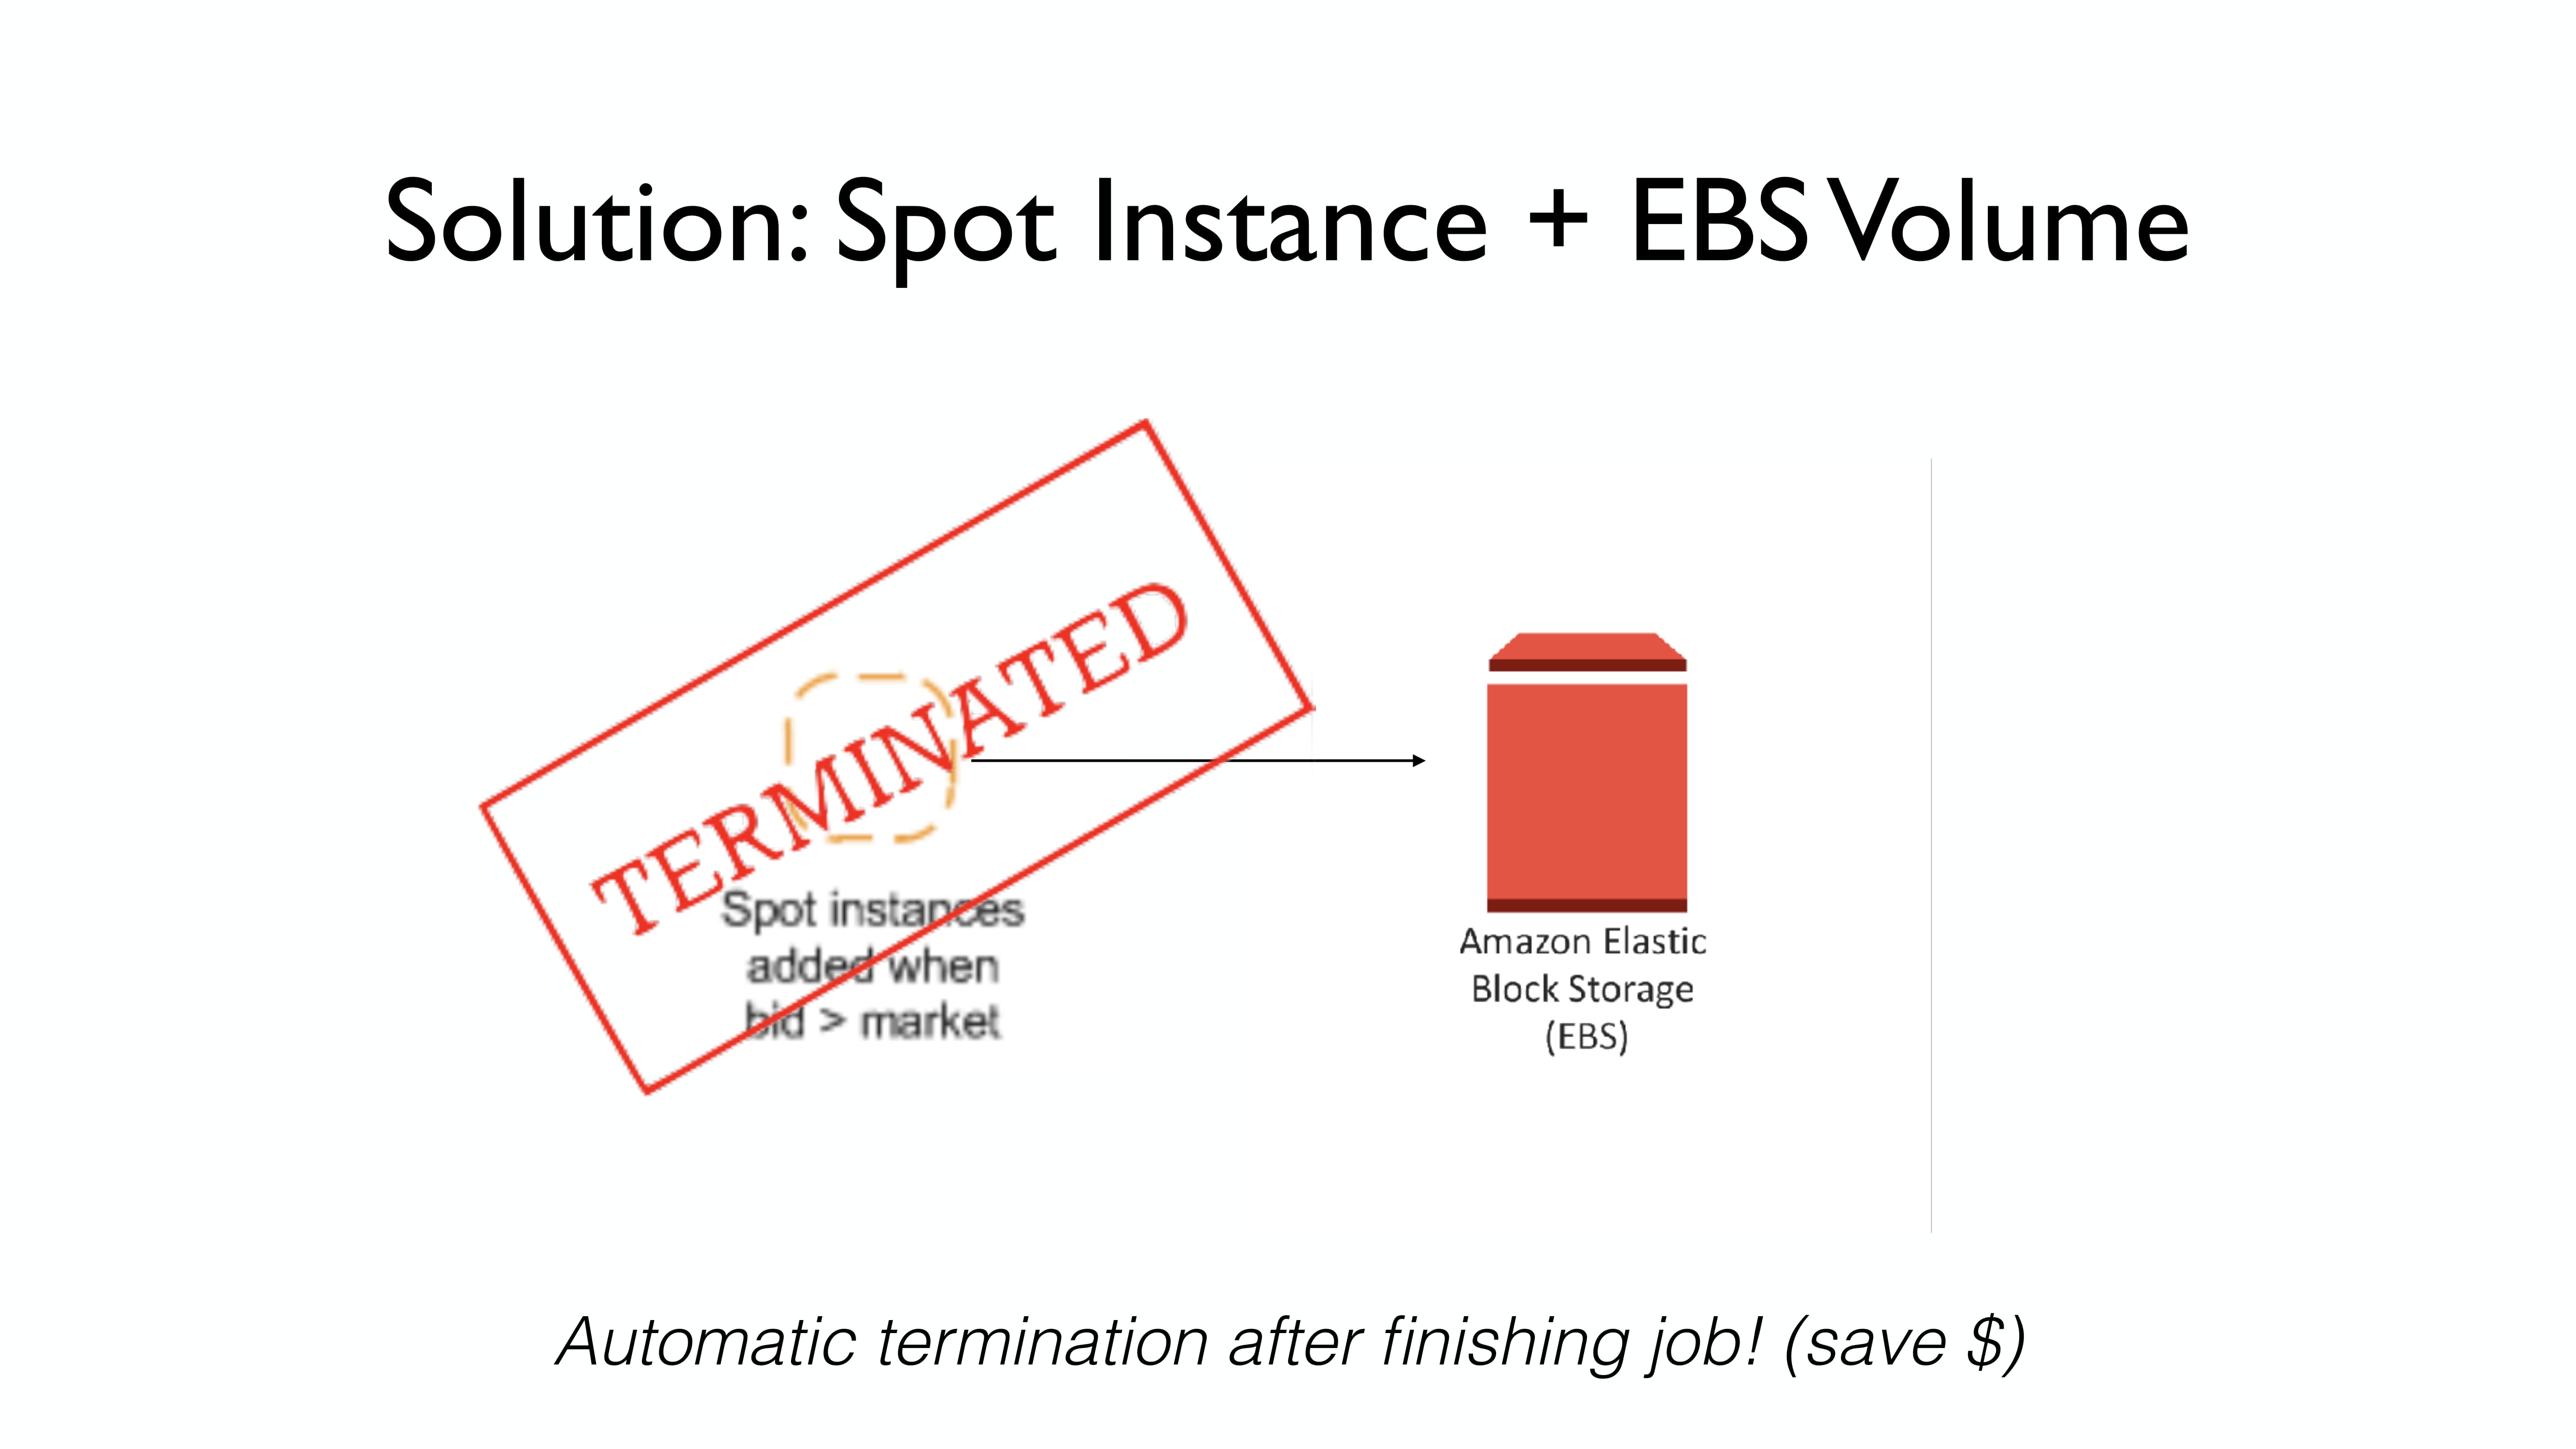 Solution: Spot Instance + EBS Volume
TERMINATED
Spot instances
added when
bid > market
Amazon Elastic
Block Storage
(EBS)
Automatic termination after finishing job! (save $)